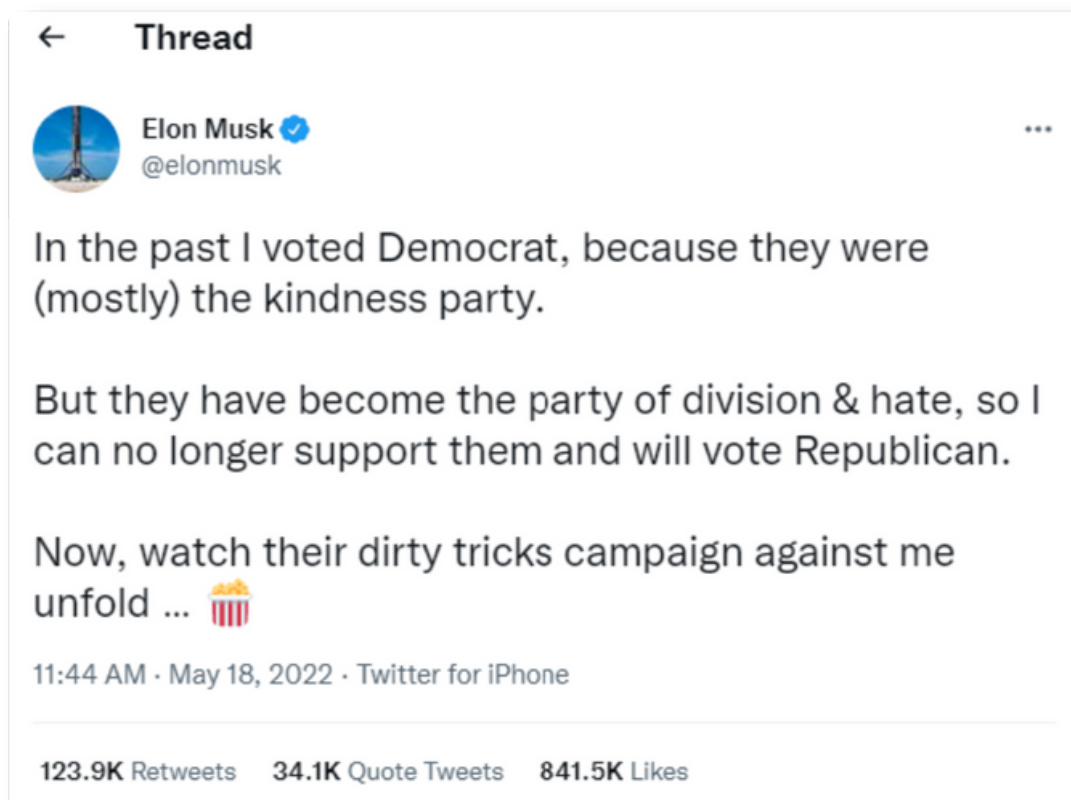 Thread
Elon Musk
@elonmusk
In the past I voted Democrat, because they were
(mostly) the kindness party.
But they have become the party of division & hate, so I
can no longer support them and will vote Republican.
Now, watch their dirty tricks campaign against me
unfold ... 🍿
11:44 AM · May 18, 2022 · Twitter for iPhone
123.9K Retweets 34.1K Quote Tweets 841.5K Likes